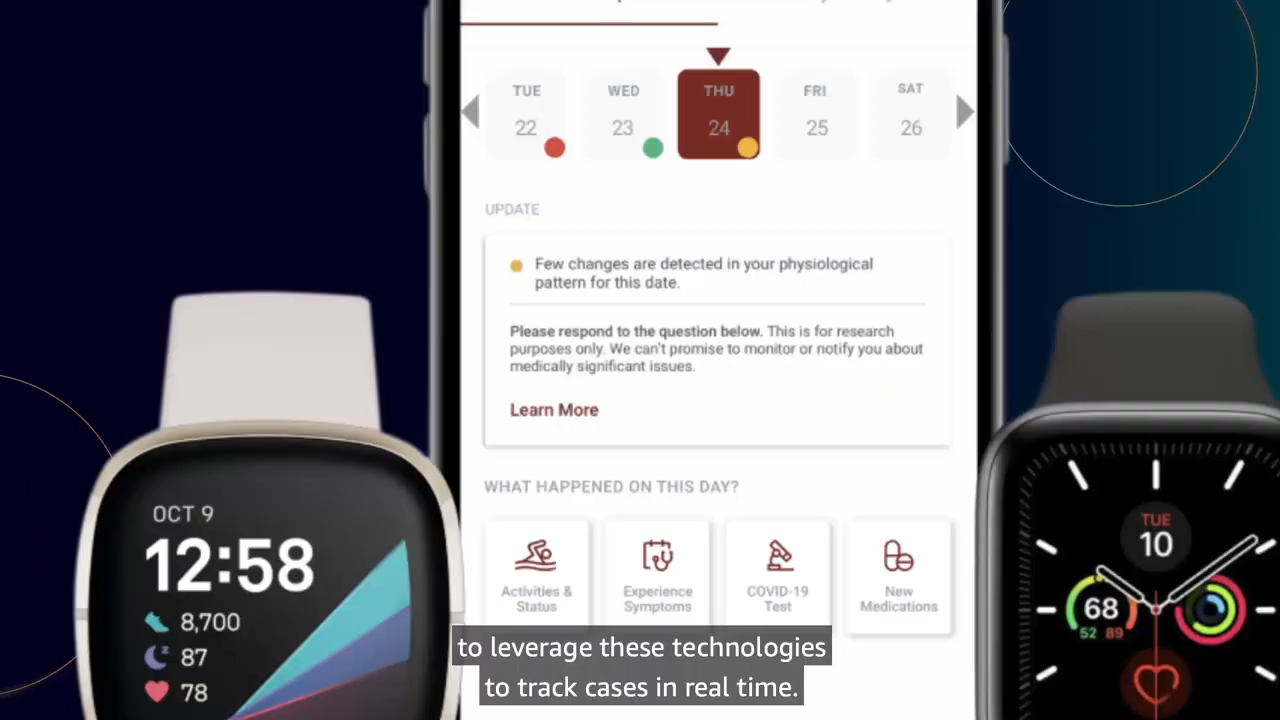 TUE
WED
THU
FRI
SAT
22
23
24
25
26
UPDATE
Few changes are detected in your physiological
pattern for this date.
Please respond to the question below. This is for research
purposes only. We can't promise to monitor or notify you about
medically significant issues.
Learn More
WHAT HAPPENED ON THIS DAY?
Activities &
Status
Experience
Symptoms
COVID-19
Test
New
Medications
OCT 9
12:58
8,700
87
78
TUE
10
68
52 89
to leverage these technologies
to track cases in real time.